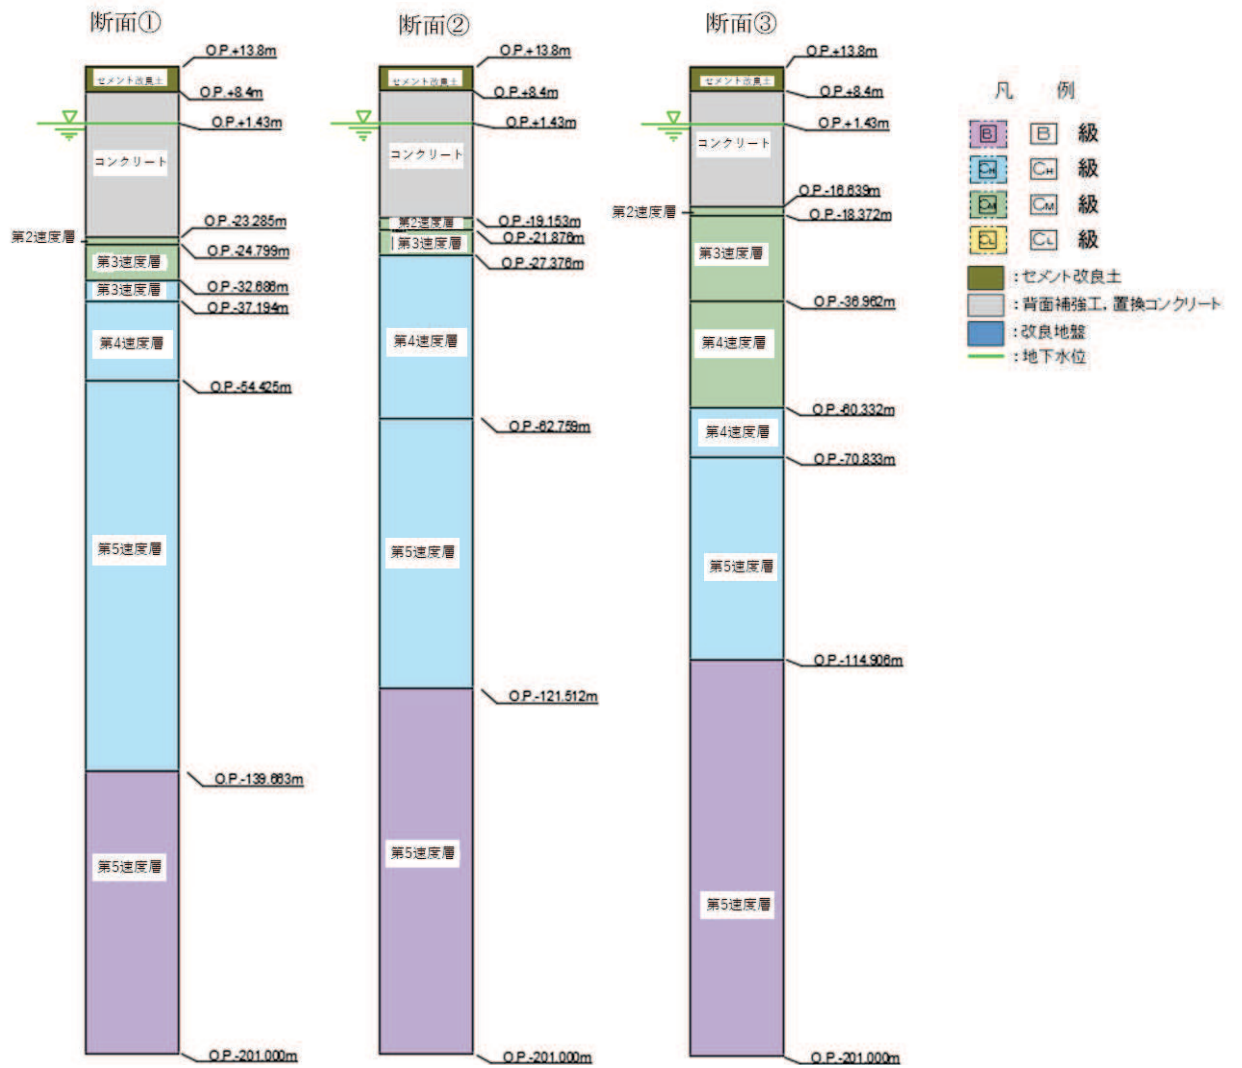 断面①
O.P.+13.8m
セメント改良土
O.P.+8.4m
O.P.+1.43m
コンクリート
O.P.-23.285m
第2速度層
O.P.-24.799m
第3速度層
O.P.-32.686m
第3速度層
O.P.-37.194m
第4速度層
O.P.-54.425m
第5速度層
O.P.-139.663m
第5速度層
O.P.-201.000m
断面②
O.P.+13.8m
セメント改良土
O.P.+8.4m
O.P.+1.43m
コンクリート
O.P.-19.153m
第2速度層
O.P.-21.876m
第3速度層
O.P.-27.376m
第4速度層
O.P.-62.759m
第5速度層
O.P.-121.512m
第5速度層
O.P.-201.000m
断面③
O.P.+13.8m
セメント改良土
O.P.+8.4m
O.P.+1.43m
コンクリート
O.P.-16.639m
第2速度層
O.P.-18.372m
第3速度層
O.P.-36.962m
第4速度層
O.P.-60.332m
第4速度層
O.P.-70.833m
第5速度層
O.P.-114.906m
第5速度層
O.P.-201.000m
凡 例
B B 級
CH CH 級
CM CM 級
CL CL 級
:セメント改良土
:背面補強工,置換コンクリート
:改良地盤
:地下水位